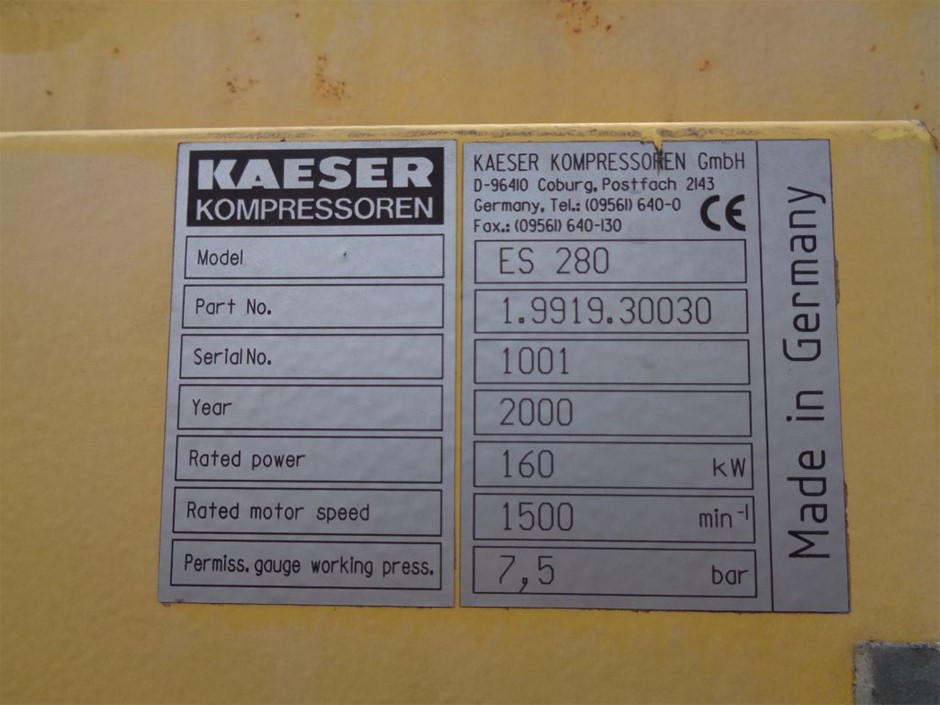 KAESER
KOMPRESSOREN
KAESER KOMPRESSOREN GmbH
D-96410 Coburg, Postfach 2143
Germany, Tel.: (09561) 640-0
Fax.: (09561) 640-130
CE
Model ES 280
Part No. 1.9919.30030
Serial No. 1001
Year 2000
Rated power 160 kW
Rated motor speed 1500 min⁻¹
Permiss. gauge working press. 7,5 bar
Made in Germany